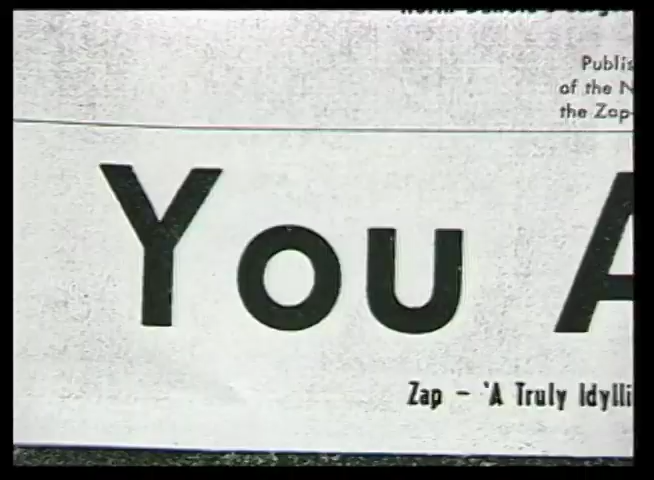 Publis
of the N
the Zap-
You A
Zap – 'A Truly Idylli